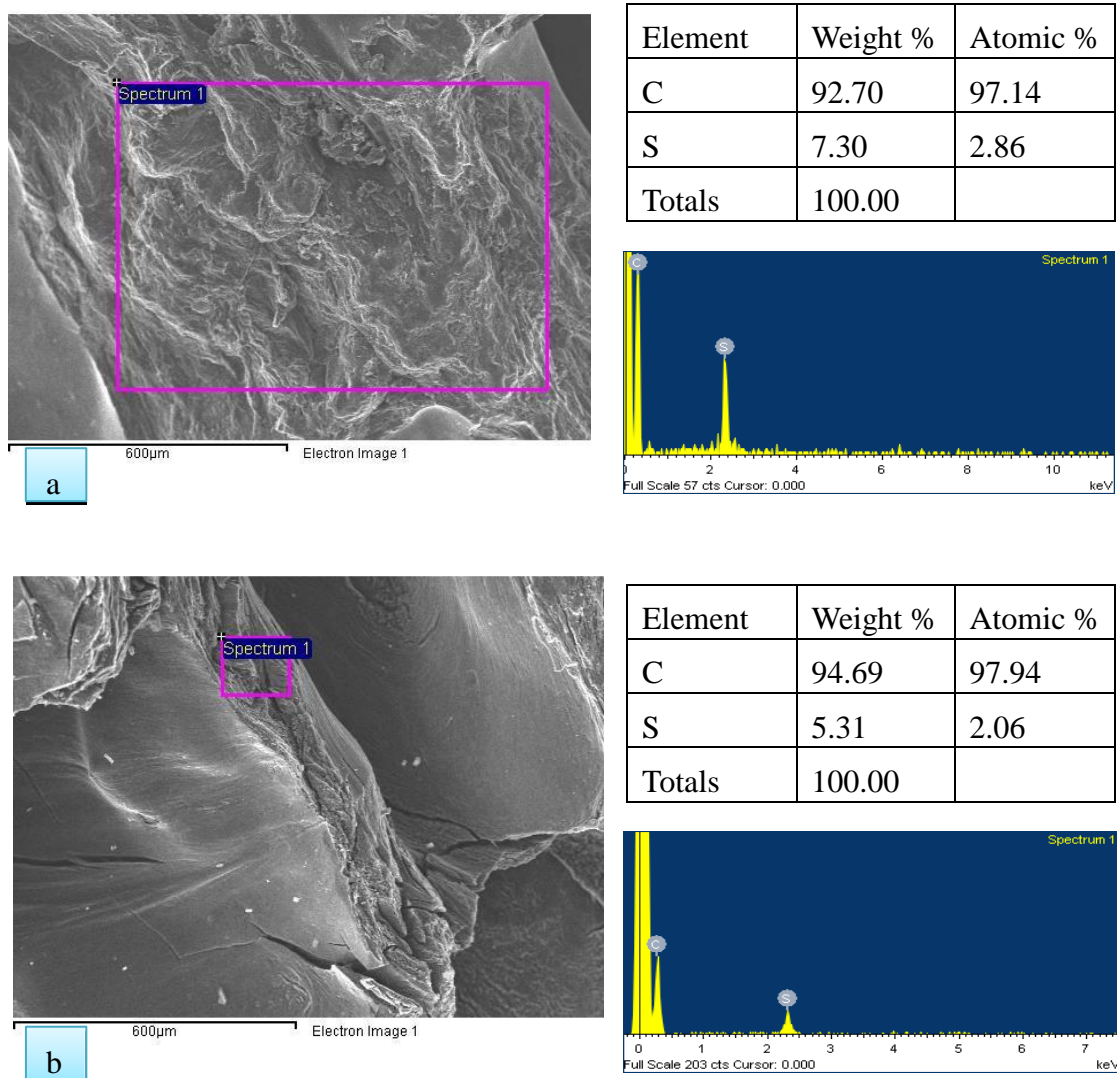 Spectrum 1
600µm
Electron Image 1
a
Element Weight % Atomic %
C 92.70 97.14
S 7.30 2.86
Totals 100.00
Spectrum 1
C
S
2 4 6 8 10
Full Scale 57 cts Cursor: 0.000 keV
Spectrum 1
600µm
Electron Image 1
b
Element Weight % Atomic %
C 94.69 97.94
S 5.31 2.06
Totals 100.00
Spectrum 1
C
S
0 1 2 3 4 5 6 7
Full Scale 203 cts Cursor: 0.000 keV